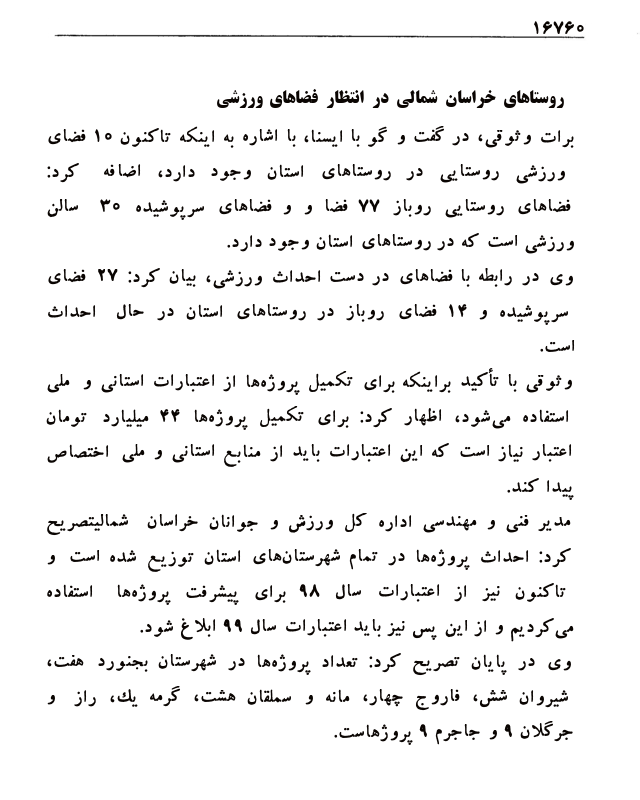 ۱۶۷۶۰
روستاهای خراسان شمالی در انتظار فضاهای ورزشی
برات وثوقی، در گفت و گو با ایسنا، با اشاره به اینکه تاکنون ۱۰ فضای
ورزشی روستایی در روستاهای استان وجود دارد، اضافه کرد:
فضاهای روستایی روباز ۷۷ فضا و و فضاهای سرپوشیده ۳۰ سالن
ورزشی است که در روستاهای استان وجود دارد.
وی در رابطه با فضاهای در دست احداث ورزشی، بیان کرد: ۲۷ فضای
سرپوشیده و ۱۴ فضای روباز در روستاهای استان در حال احداث
است.
وثوقی با تأکید براینکه برای تکمیل پروژه‌ها از اعتبارات استانی و ملی
استفاده می‌شود، اظهار کرد: برای تکمیل پروژه‌ها ۴۴ میلیارد تومان
اعتبار نیاز است که این اعتبارات باید از منابع استانی و ملی اختصاص
پیدا کند.
مدیر فنی و مهندسی اداره کل ورزش و جوانان خراسان شمالیتصریح
کرد: احداث پروژه‌ها در تمام شهرستان‌های استان توزیع شده است و
تاکنون نیز از اعتبارات سال ۹۸ برای پیشرفت پروژه‌ها استفاده
می‌کردیم و از این پس نیز باید اعتبارات سال ۹۹ ابلاغ شود.
وی در پایان تصریح کرد: تعداد پروژه‌ها در شهرستان بجنورد هفت،
شیروان شش، فاروج چهار، مانه و سملقان هشت، گرمه یك، راز و
جرگلان ۹ و جاجرم ۹ پروژهاست.